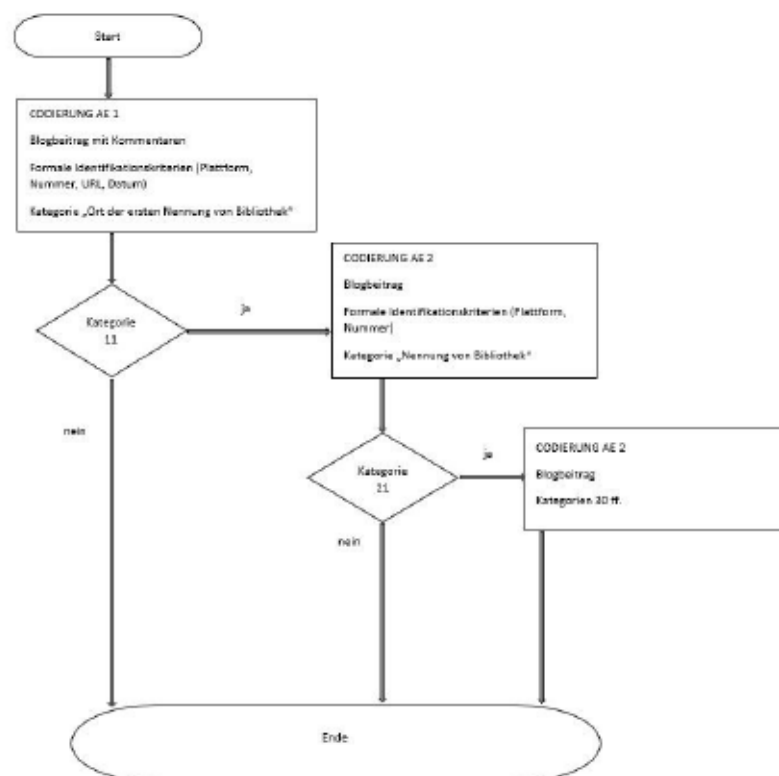 Start
CODIERUNG AE 1
Blogbeitrag mit Kommentaren
Formale Identifikationskriterien (Plattform,
Nummer, URL, Datum)
Kategorie „Ort der ersten Nennung von Bibliothek“
Kategorie
11
ja
nein
CODIERUNG AE 2
Blogbeitrag
Formale Identifikationskriterien (Plattform,
Nummer)
Kategorie „Nennung von Bibliothek“
Kategorie
21
ja
nein
CODIERUNG AE 2
Blogbeitrag
Kategorien 30 ff.
Ende